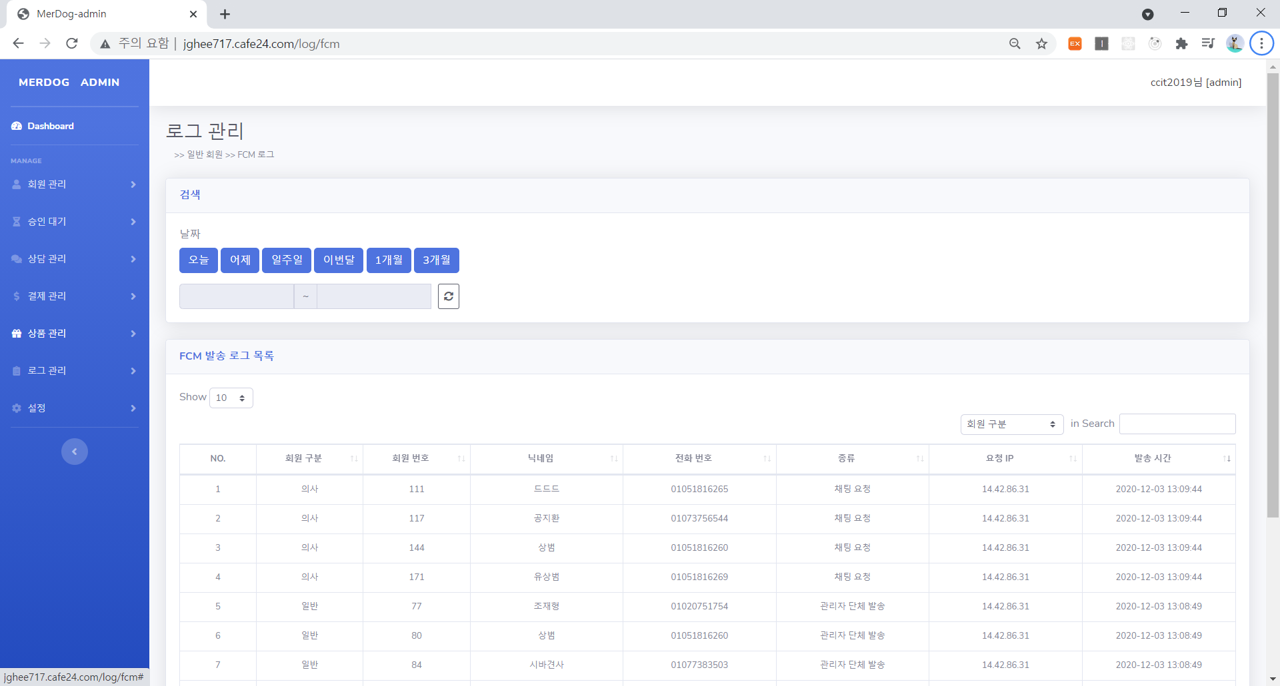 MerDog-admin
주의 요함 | jghee717.cafe24.com/log/fcm
EX
MERDOG ADMIN
ccit2019님 [admin]
Dashboard
MANAGE
회원 관리
승인 대기
상담 관리
결제 관리
상품 관리
로그 관리
설정
로그 관리
>> 일반 회원 >> FCM 로그
검색
날짜
오늘 어제 일주일 이번달 1개월 3개월
~
FCM 발송 로그 목록
Show 10
회원 구분 in Search
NO. 회원 구분 회원 번호 닉네임 전화 번호 종류 요청 IP 발송 시간
1 의사 111 드드드 01051816265 채팅 요청 14.42.86.31 2020-12-03 13:09:44
2 의사 117 공지환 01073756544 채팅 요청 14.42.86.31 2020-12-03 13:09:44
3 의사 144 상범 01051816260 채팅 요청 14.42.86.31 2020-12-03 13:09:44
4 의사 171 유상범 01051816269 채팅 요청 14.42.86.31 2020-12-03 13:09:44
5 일반 77 조재형 01020751754 관리자 단체 발송 14.42.86.31 2020-12-03 13:08:49
6 일반 80 상범 01051816260 관리자 단체 발송 14.42.86.31 2020-12-03 13:08:49
7 일반 84 시바견사 01077383503 관리자 단체 발송 14.42.86.31 2020-12-03 13:08:49
jghee717.cafe24.com/log/fcm#